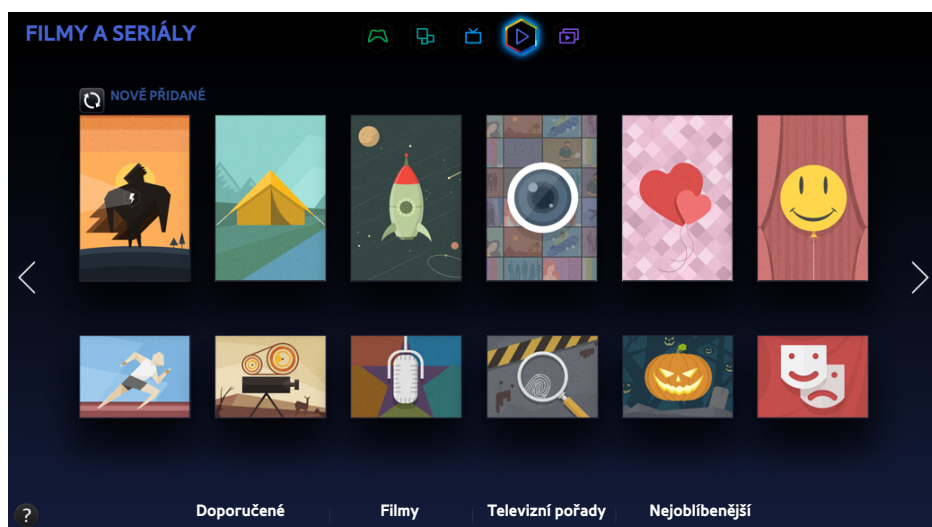 FILMY A SERIÁLY
NOVĚ PŘIDANÉ
?
Doporučené
Filmy
Televizní pořady
Nejoblíbenější